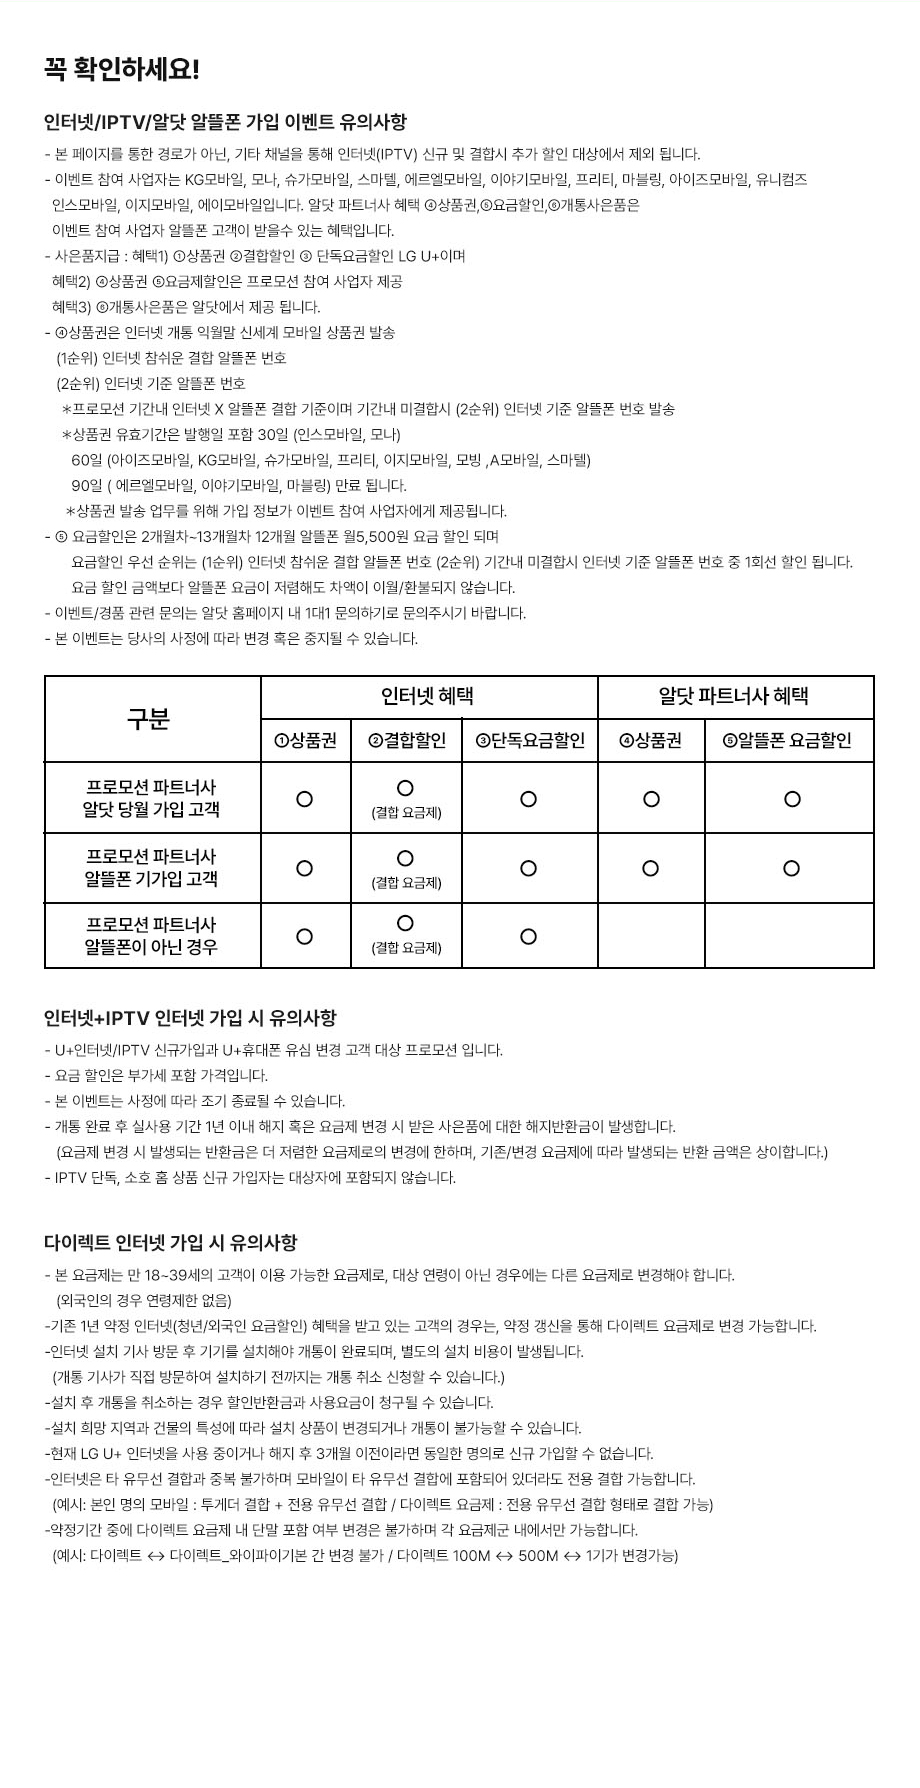 꼭 확인하세요!
인터넷/IPTV/알닷 알뜰폰 가입 이벤트 유의사항
- 본 페이지를 통한 경로가 아닌, 기타 채널을 통해 인터넷(IPTV) 신규 및 결합시 추가 할인 대상에서 제외 됩니다.
- 이벤트 참여 사업자는 KG모바일, 모나, 슈가모바일, 스마텔, 에르엘모바일, 이야기모바일, 프리티, 마블링, 아이즈모바일, 유니컴즈
인스모바일, 이지모바일, 에이모바일입니다. 알닷 파트너사 혜택 ④상품권,⑤요금할인,⑥개통사은품은
이벤트 참여 사업자 알뜰폰 고객이 받을수 있는 혜택입니다.
- 사은품지급 : 혜택1) ①상품권 ②결합할인 ③ 단독요금할인 LG U+이며
혜택2) ④상품권 ⑤요금제할인은 프로모션 참여 사업자 제공
혜택3) ⑥개통사은품은 알닷에서 제공 됩니다.
- ④상품권은 인터넷 개통 익월말 신세계 모바일 상품권 발송
(1순위) 인터넷 참쉬운 결합 알뜰폰 번호
(2순위) 인터넷 기준 알뜰폰 번호
*프로모션 기간내 인터넷 X 알뜰폰 결합 기준이며 기간내 미결합시 (2순위) 인터넷 기준 알뜰폰 번호 발송
*상품권 유효기간은 발행일 포함 30일 (인스모바일, 모나)
60일 (아이즈모바일, KG모바일, 슈가모바일, 프리티, 이지모바일, 모빙 ,A모바일, 스마텔)
90일 ( 에르엘모바일, 이야기모바일, 마블링) 만료 됩니다.
*상품권 발송 업무를 위해 가입 정보가 이벤트 참여 사업자에게 제공됩니다.
- ⑤ 요금할인은 2개월차~13개월차 12개월 알뜰폰 월5,500원 요금 할인 되며
요금할인 우선 순위는 (1순위) 인터넷 참쉬운 결합 알돌폰 번호 (2순위) 기간내 미결합시 인터넷 기준 알뜰폰 번호 중 1회선 할인 됩니다.
요금 할인 금액보다 알뜰폰 요금이 저렴해도 차액이 이월/환불되지 않습니다.
- 이벤트/경품 관련 문의는 알닷 홈페이지 내 1대1 문의하기로 문의주시기 바랍니다.
- 본 이벤트는 당사의 사정에 따라 변경 혹은 중지될 수 있습니다.
구분 인터넷 혜택 알닷 파트너사 혜택
①상품권 ②결합할인 ③단독요금할인 ④상품권 ⑤알뜰폰 요금할인
프로모션 파트너사
알닷 당월 가입 고객
○ ○ ○ ○ ○
(결합 요금제)
프로모션 파트너사
알뜰폰 기가입 고객
○ ○ ○ ○ ○
(결합 요금제)
프로모션 파트너사
알뜰폰이 아닌 경우
○ ○ ○
(결합 요금제)
인터넷+IPTV 인터넷 가입 시 유의사항
- U+인터넷/IPTV 신규가입과 U+휴대폰 유심 변경 고객 대상 프로모션 입니다.
- 요금 할인은 부가세 포함 가격입니다.
- 본 이벤트는 사정에 따라 조기 종료될 수 있습니다.
- 개통 완료 후 실사용 기간 1년 이내 해지 혹은 요금제 변경 시 받은 사은품에 대한 해지반환금이 발생합니다.
(요금제 변경 시 발생되는 반환금은 더 저렴한 요금제로의 변경에 한하며, 기존/변경 요금제에 따라 발생되는 반환 금액은 상이합니다.)
- IPTV 단독, 소호 홈 상품 신규 가입자는 대상자에 포함되지 않습니다.
다이렉트 인터넷 가입 시 유의사항
- 본 요금제는 만 18~39세의 고객이 이용 가능한 요금제로, 대상 연령이 아닌 경우에는 다른 요금제로 변경해야 합니다.
(외국인의 경우 연령제한 없음)
-기존 1년 약정 인터넷(청년/외국인 요금할인) 혜택을 받고 있는 고객의 경우는, 약정 갱신을 통해 다이렉트 요금제로 변경 가능합니다.
-인터넷 설치 기사 방문 후 기기를 설치해야 개통이 완료되며, 별도의 설치 비용이 발생됩니다.
(개통 기사가 직접 방문하여 설치하기 전까지는 개통 취소 신청할 수 있습니다.)
-설치 후 개통을 취소하는 경우 할인반환금과 사용요금이 청구될 수 있습니다.
-설치 희망 지역과 건물의 특성에 따라 설치 상품이 변경되거나 개통이 불가능할 수 있습니다.
-현재 LG U+ 인터넷을 사용 중이거나 해지 후 3개월 이전이라면 동일한 명의로 신규 가입할 수 없습니다.
-인터넷은 타 유무선 결합과 중복 불가하며 모바일이 타 유무선 결합에 포함되어 있더라도 전용 결합 가능합니다.
(예시: 본인 명의 모바일 : 투게더 결합 + 전용 유무선 결합 / 다이렉트 요금제 : 전용 유무선 결합 형태로 결합 가능)
-약정기간 중에 다이렉트 요금제 내 단말 포함 여부 변경은 불가하며 각 요금제군 내에서만 가능합니다.
(예시: 다이렉트 ↔ 다이렉트_와이파이기본 간 변경 불가 / 다이렉트 100M ↔ 500M ↔ 1기가 변경가능)